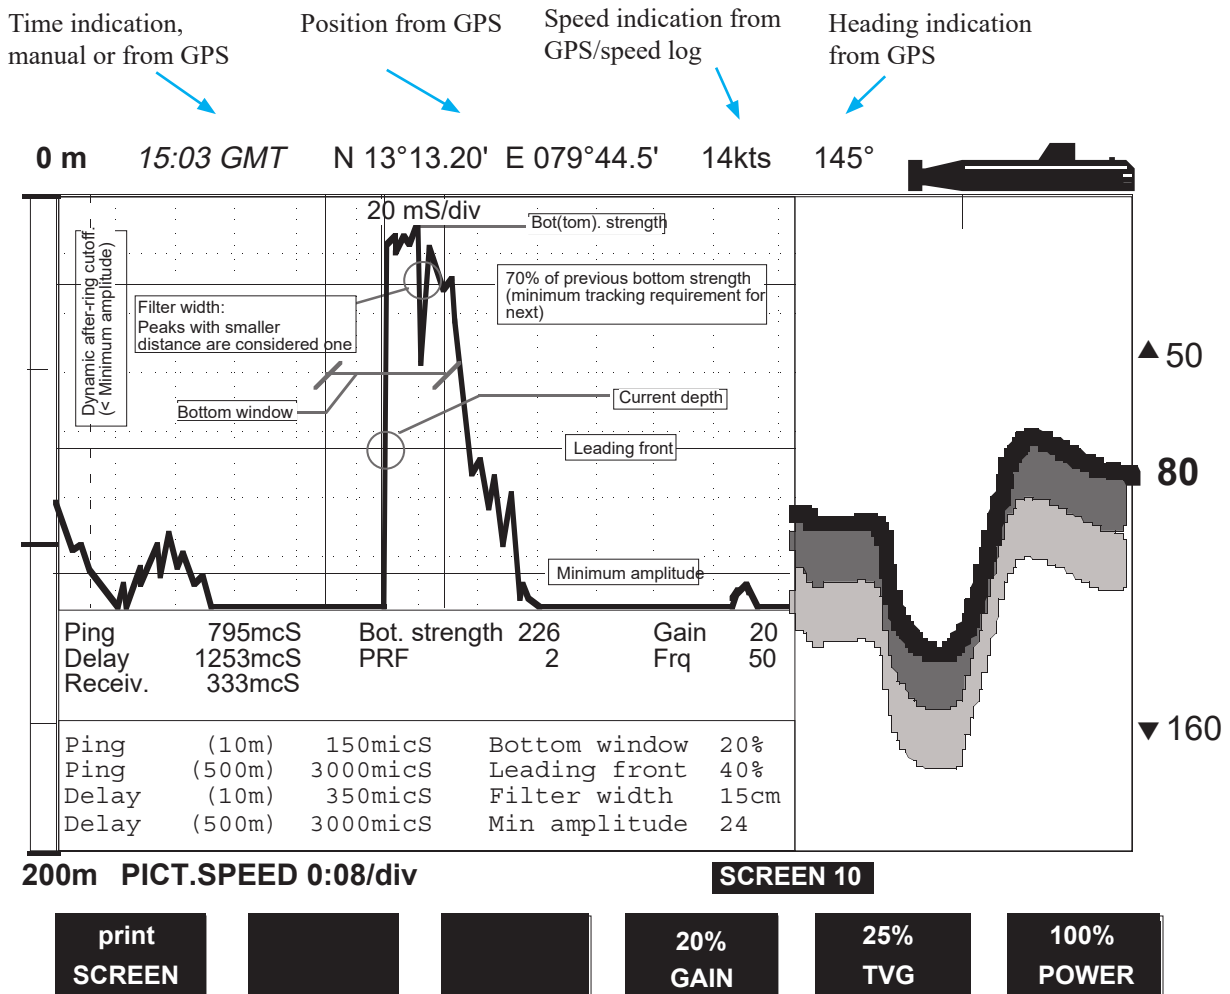 Time indication,
manual or from GPS
Position from GPS
Speed indication from
GPS/speed log
Heading indication
from GPS
0 m 15:03 GMT N 13°13.20' E 079°44.5' 14kts 145°
20 mS/div
Bot(tom). strength
Dynamic after-ring cutoff.
(< Minimum amplitude)
70% of previous bottom strength
(minimum tracking requirement for
next)
Filter width:
Peaks with smaller
distance are considered one
Bottom window
Current depth
Leading front
Minimum amplitude
▲ 50
80
▼ 160
Ping 795mcS Bot. strength 226 Gain 20
Delay 1253mcS PRF 2 Frq 50
Receiv. 333mcS
Ping (10m) 150micS Bottom window 20%
Ping (500m) 3000micS Leading front 40%
Delay (10m) 350micS Filter width 15cm
Delay (500m) 3000micS Min amplitude 24
200m PICT.SPEED 0:08/div SCREEN 10
print
SCREEN
20%
GAIN
25%
TVG
100%
POWER